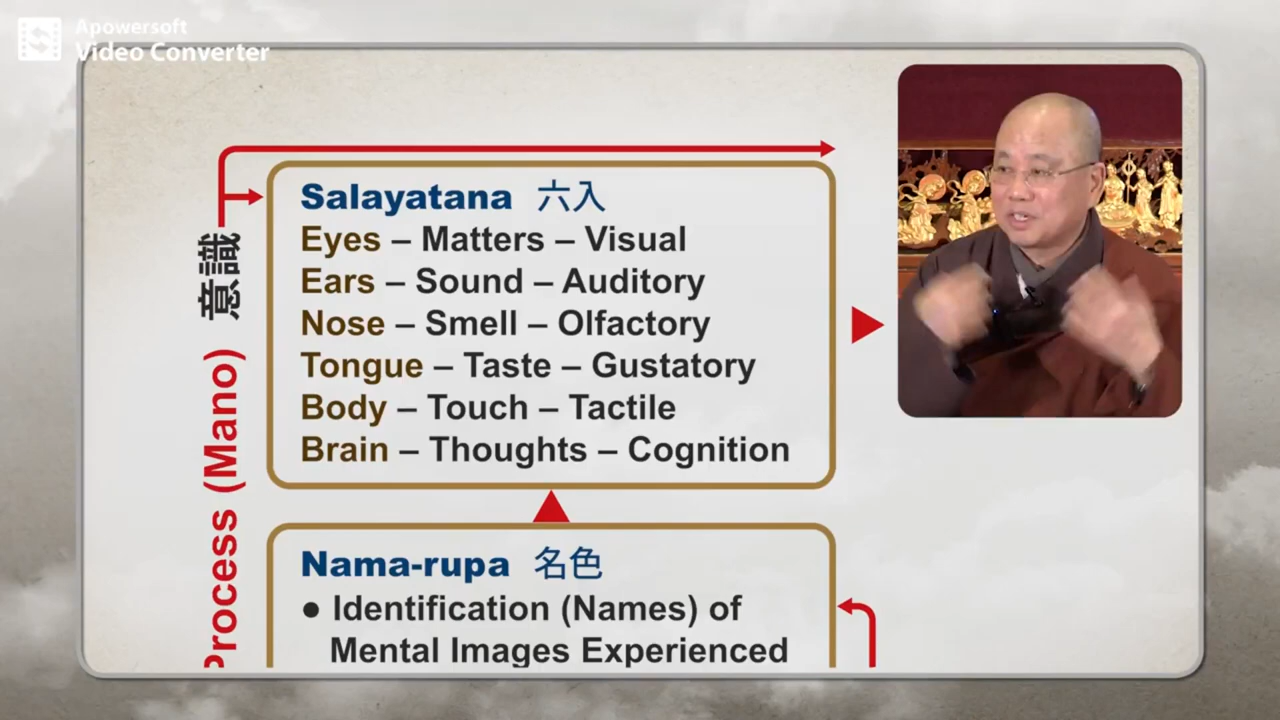 Apowersoft
Video Converter
Salayatana 六入
Eyes – Matters – Visual
Ears – Sound – Auditory
Nose – Smell – Olfactory
Tongue – Taste – Gustatory
Body – Touch – Tactile
Brain – Thoughts – Cognition
Process (Mano) 意識
Nama-rupa 名色
● Identification (Names) of
Mental Images Experienced